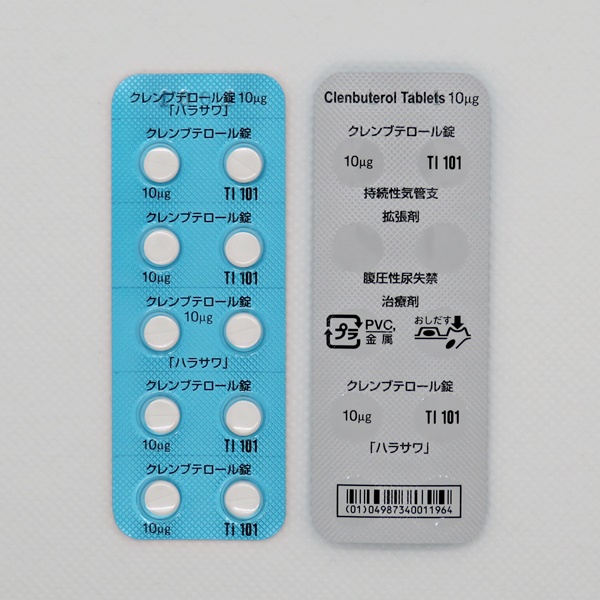 クレンブテロール錠 10μg
「ハラサワ」
クレンブテロール錠
10μg TI 101
クレンブテロール錠
10μg TI 101
クレンブテロール錠
10μg
「ハラサワ」
クレンブテロール錠
10μg TI 101
クレンブテロール錠
10μg TI 101
Clenbuterol Tablets 10μg
クレンブテロール錠
10μg TI 101
持続性気管支
拡張剤
腹圧性尿失禁
治療剤
プラ PVC, 金属
おしだす
クレンブテロール錠
10μg TI 101
「ハラサワ」
(01)04987340011964